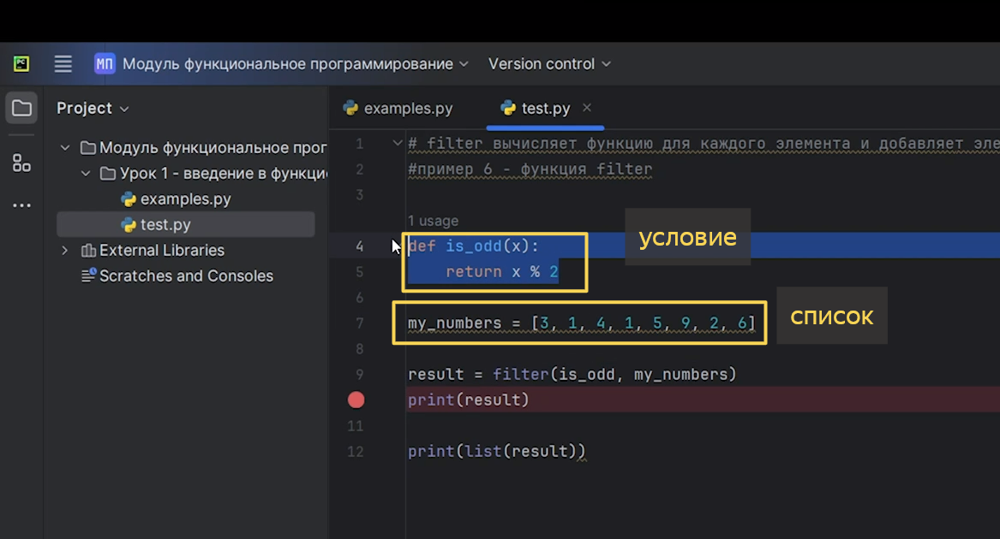 PC
МП Модуль функциональное программирование Version control
Project
Модуль функциональное прог
Урок 1 - введение в функци
examples.py
test.py
External Libraries
Scratches and Consoles
examples.py test.py
1 # filter вычисляет функцию для каждого элемента и добавляет эле
2 #пример 6 - функция filter
3
1 usage
4 def is_odd(x):
условие
5 return x % 2
6
7 my_numbers = [3, 1, 4, 1, 5, 9, 2, 6]
список
8
9 result = filter(is_odd, my_numbers)
print(result)
11
12 print(list(result))